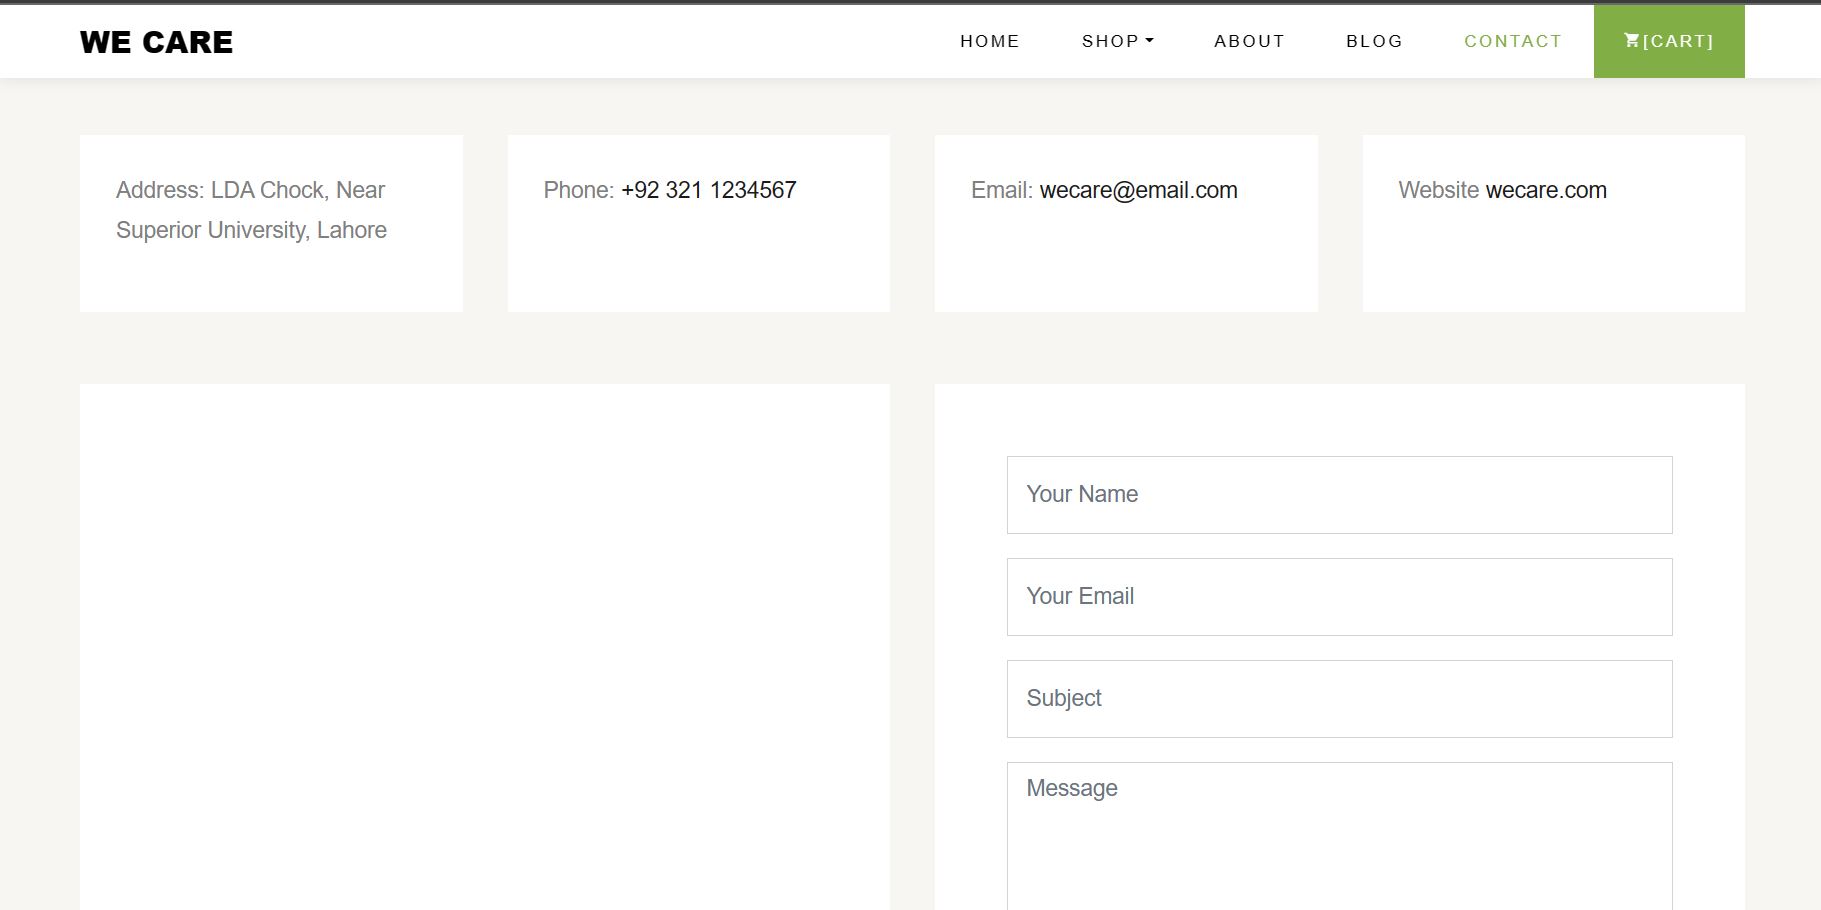 WE CARE
HOME
SHOP
ABOUT
BLOG
CONTACT
[CART]
Address: LDA Chock, Near
Superior University, Lahore
Phone: +92 321 1234567
Email: wecare@email.com
Website wecare.com
Your Name
Your Email
Subject
Message